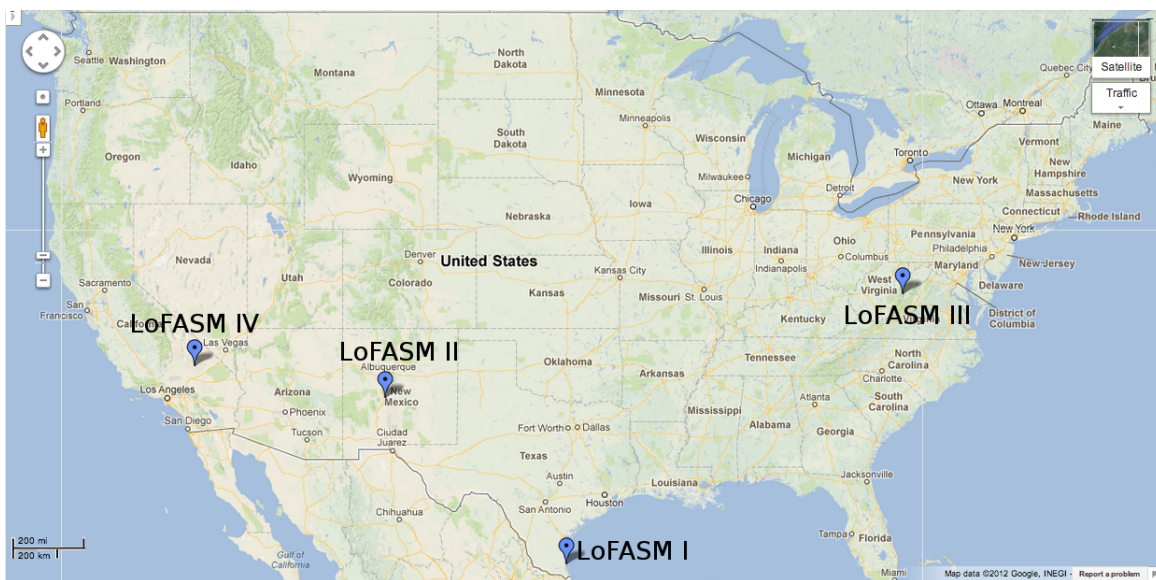 Seattle
Washington
North
Dakota
Montana
Minnesota
Quebec City
Satellite
Traffic
Portland
Minneapolis
Ottawa
Montreal
Maine
Oregon
Idaho
South
Dakota
Wisconsin
Michigan
Toronto
Vermont
New
Hampshire
Wyoming
Milwaukee
Detroit
New York
Massachusetts
Chicago
Iowa
Nebraska
Connecticut
Rhode Island
Nevada
Utah
Denver
Colorado
United States
Illinois
Indiana
Indianapolis
Ohio
Columbus
Pennsylvania
New York
Philadelphia
Maryland
New Jersey
Sacramento
San
Francisco
Kansas City
Kansas
Missouri
St. Louis
West
Virginia
Delaware
District of
Columbia
LoFASM IV
Las Vegas
LoFASM II
Albuquerque
New
Mexico
Kentucky
LoFASM III
Los Angeles
Arizona
Phoenix
Oklahoma
Arkansas
Tennessee
North
Carolina
Charlotte
South
Carolina
San Diego
Tucson
Ciudad
Juarez
Fort Worth
Dallas
Mississippi
Alabama
Atlanta
Georgia
Texas
Austin
San Antonio
Houston
Louisiana
Jacksonville
Chihuahua
Tampa
Florida
200 mi
200 km
Gulf of
California
LoFASM I
Miami
Map data ©2012 Google, INEGI -
Report a problem